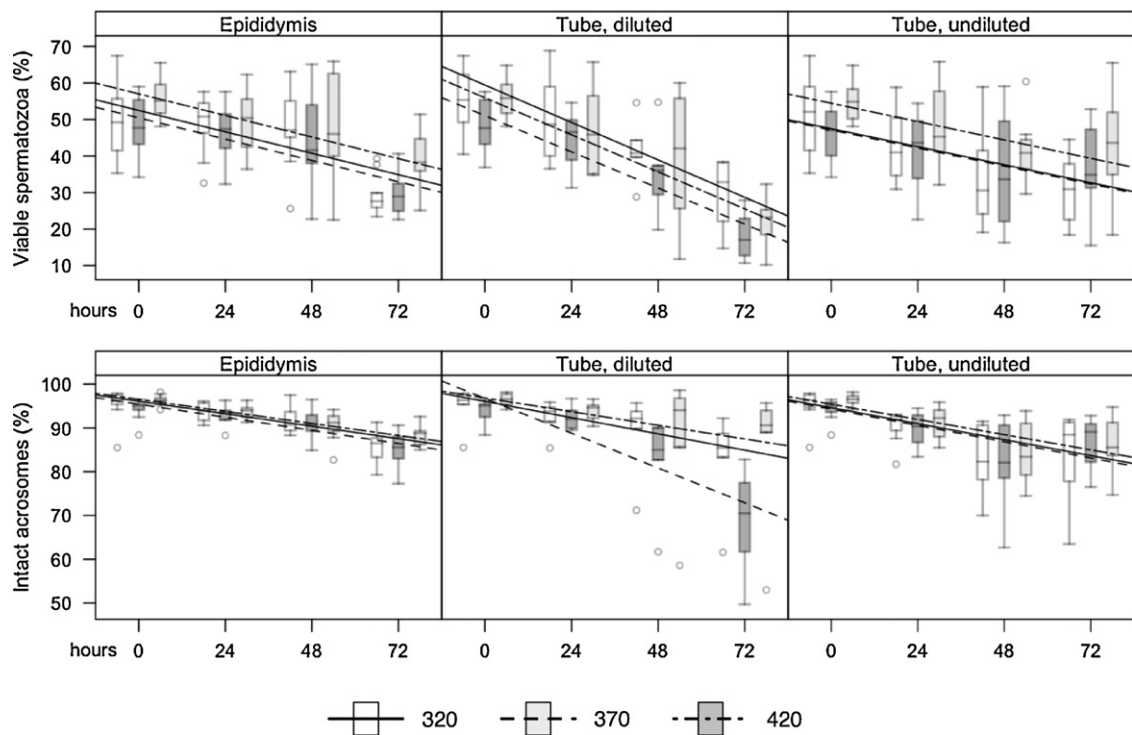 Epididymis Tube, diluted Tube, undiluted
Viable spermatozoa (%)
70
60
50
40
30
20
10
hours 0 24 48 72 0 24 48 72 0 24 48 72
Epididymis Tube, diluted Tube, undiluted
Intact acrosomes (%)
100
90
80
70
60
50
hours 0 24 48 72 0 24 48 72 0 24 48 72
320 370 420